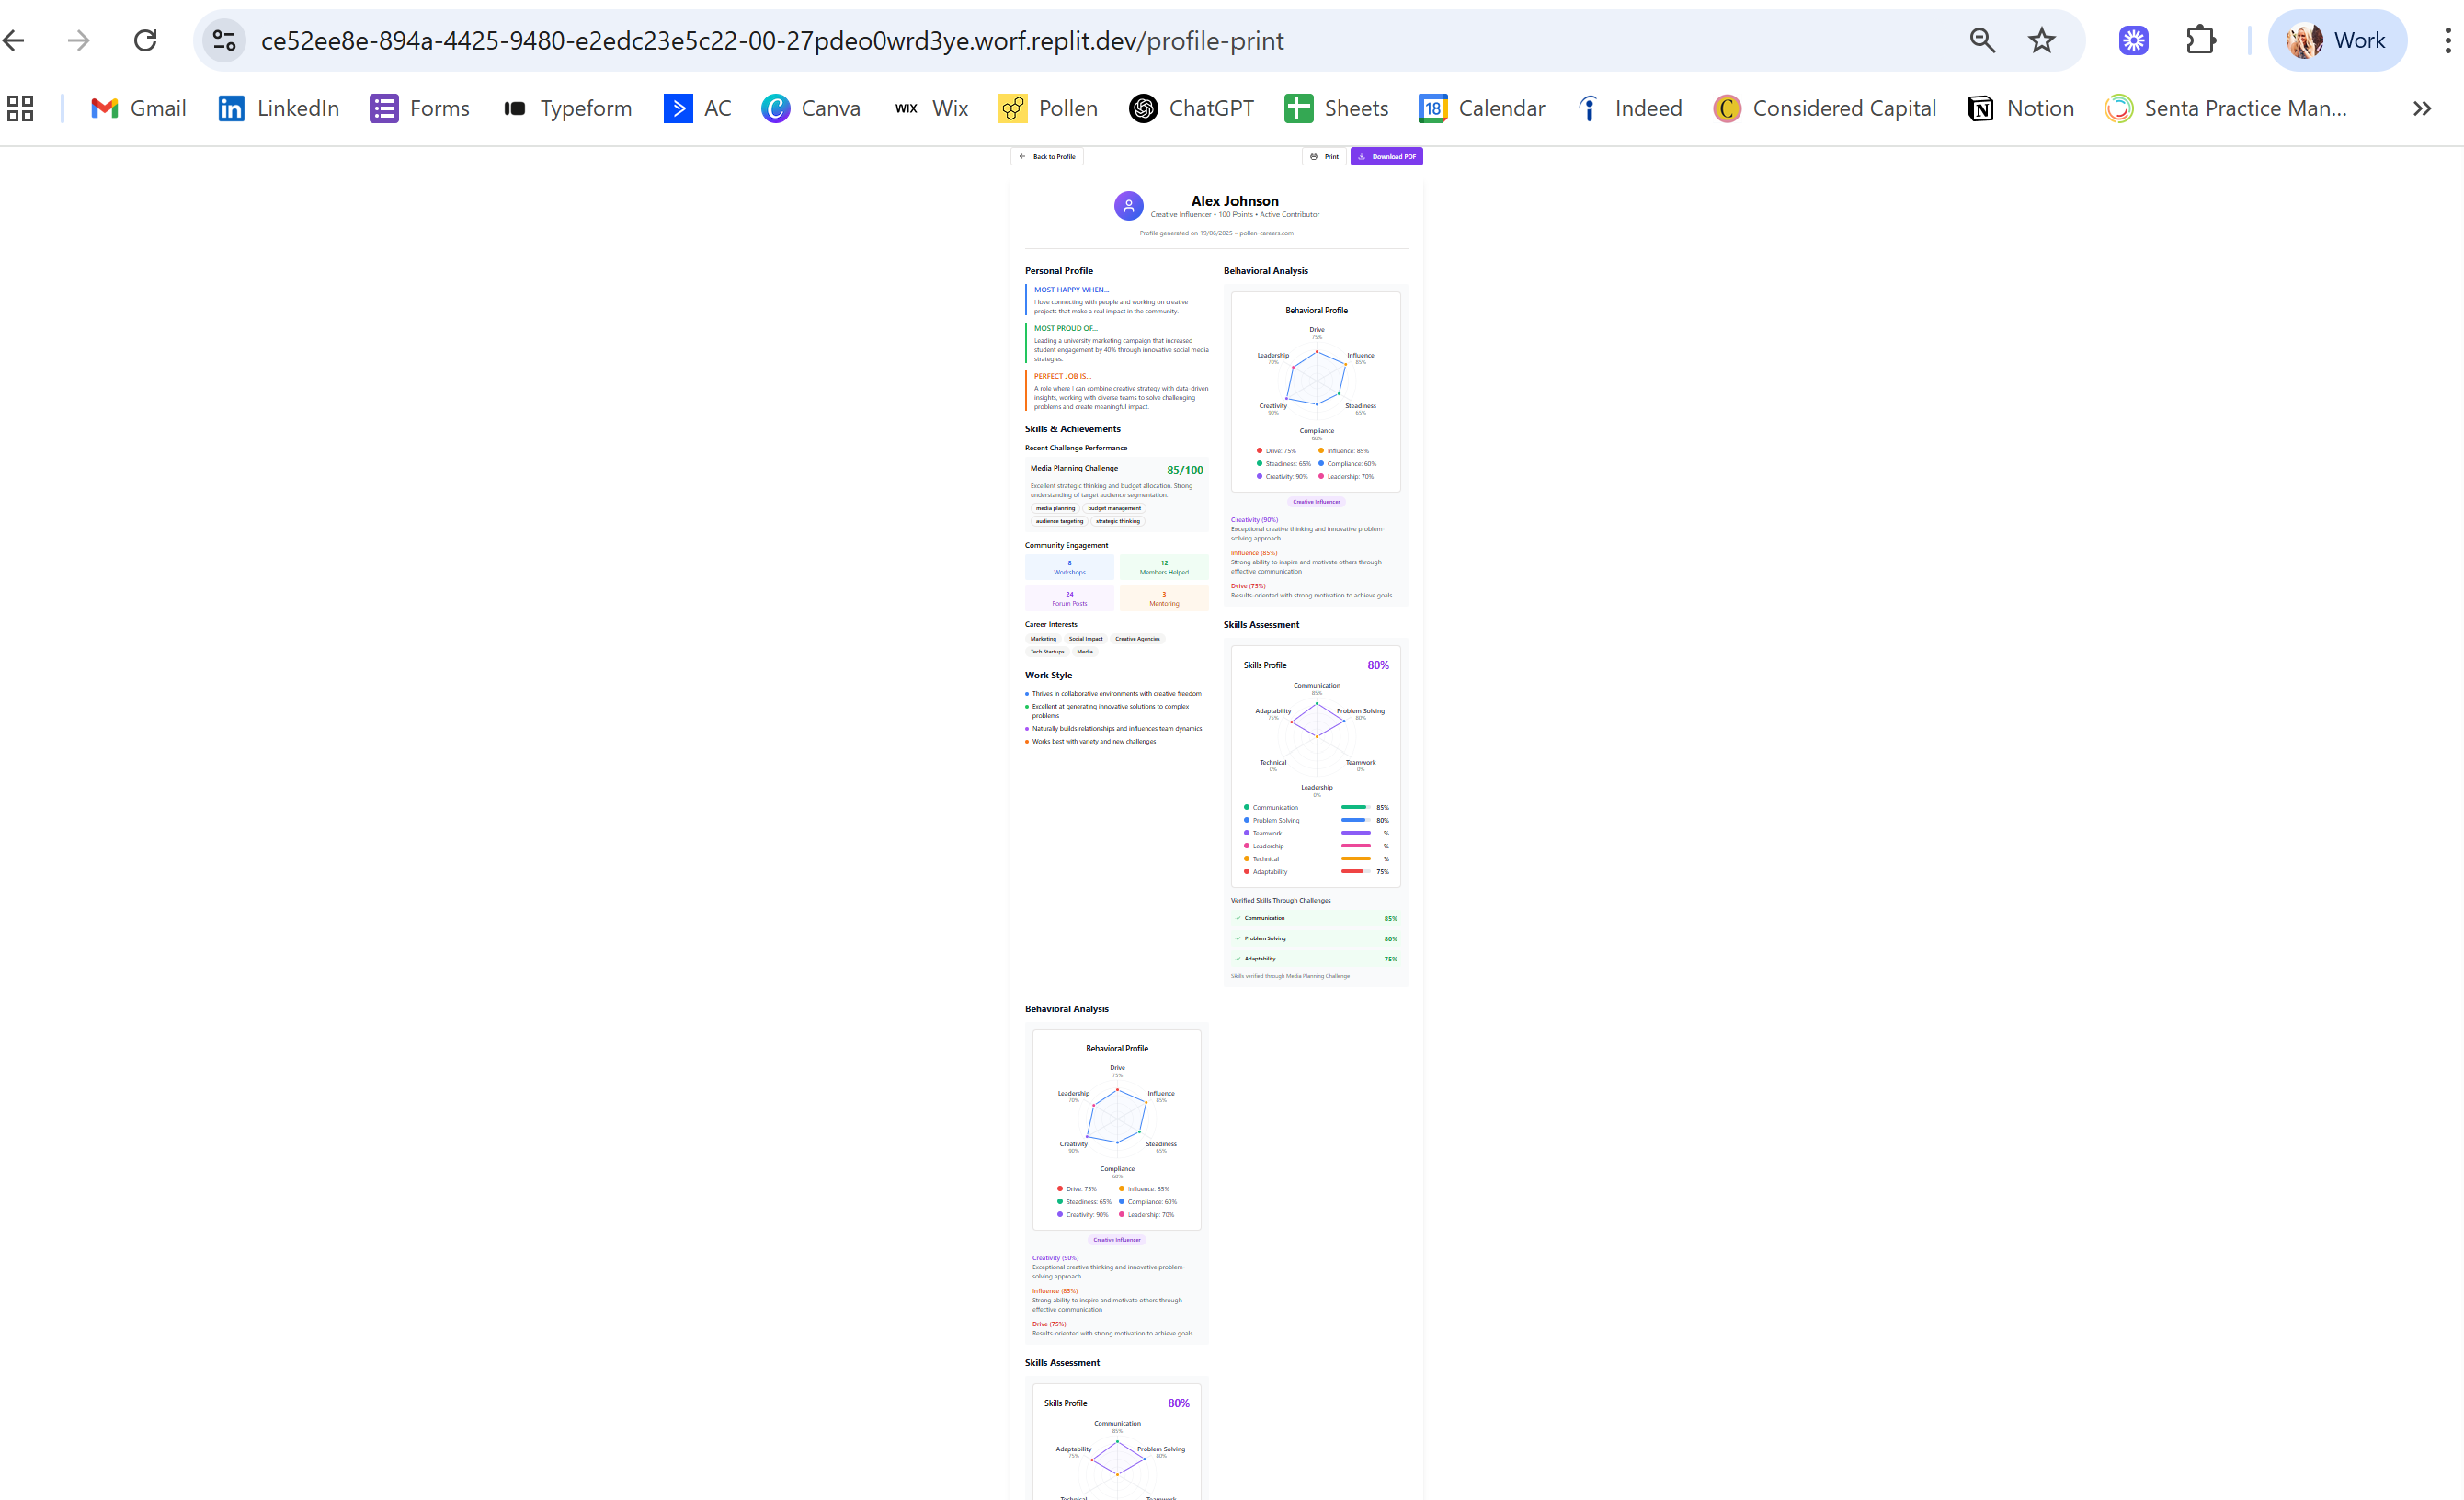 ce52ee8e-894a-4425-9480-e2edc23e5c22-00-27pdeo0wrd3ye.worf.replit.dev/profile-print
Work
Gmail
LinkedIn
Forms
Typeform
AC
Canva
WIX Wix
Pollen
ChatGPT
Sheets
18 Calendar
Indeed
Considered Capital
Notion
Senta Practice Man...
Back to Profile
Print
Download PDF
Alex Johnson
Creative Influencer • 100 Points • Active Contributor
Profile generated on 19/06/2025 • pollen-careers.com
Personal Profile
MOST HAPPY WHEN...
I love connecting with people and working on creative
projects that make a real impact in the community.
MOST PROUD OF...
Leading a university marketing campaign that increased
student engagement by 40% through innovative social media
strategies.
PERFECT JOB IS...
A role where I can combine creative strategy with data-driven
insights, working with diverse teams to solve challenging
problems and create meaningful impact.
Skills & Achievements
Recent Challenge Performance
Media Planning Challenge 85/100
Excellent strategic thinking and budget allocation. Strong
understanding of target audience segmentation.
media planning budget management
audience targeting strategic thinking
Community Engagement
8
Workshops
12
Members Helped
24
Forum Posts
3
Mentoring
Career Interests
Marketing Social Impact Creative Agencies
Tech Startups Media
Work Style
Thrives in collaborative environments with creative freedom
Excellent at generating innovative solutions to complex
problems
Naturally builds relationships and influences team dynamics
Works best with variety and new challenges
Behavioral Analysis
Behavioral Profile
Drive
75%
Leadership
70%
Influence
85%
Creativity
90%
Steadiness
65%
Compliance
60%
Drive: 75% Influence: 85%
Steadiness: 65% Compliance: 60%
Creativity: 90% Leadership: 70%
Creative Influencer
Creativity (90%)
Exceptional creative thinking and innovative problem-
solving approach
Influence (85%)
Strong ability to inspire and motivate others through
effective communication
Drive (75%)
Results-oriented with strong motivation to achieve goals
Skills Assessment
Skills Profile 80%
Communication
85%
Adaptability
75%
Problem Solving
80%
Technical
0%
Teamwork
0%
Leadership
0%
Communication 85%
Problem Solving 80%
Teamwork %
Leadership %
Technical %
Adaptability 75%
Verified Skills Through Challenges
Communication 85%
Problem Solving 80%
Adaptability 75%
Skills verified through Media Planning Challenge
Behavioral Analysis
Behavioral Profile
Drive
75%
Leadership
70%
Influence
85%
Creativity
90%
Steadiness
65%
Compliance
60%
Drive: 75% Influence: 85%
Steadiness: 65% Compliance: 60%
Creativity: 90% Leadership: 70%
Creative Influencer
Creativity (90%)
Exceptional creative thinking and innovative problem-
solving approach
Influence (85%)
Strong ability to inspire and motivate others through
effective communication
Drive (75%)
Results-oriented with strong motivation to achieve goals
Skills Assessment
Skills Profile 80%
Communication
85%
Adaptability
75%
Problem Solving
80%
Technical
Teamwork